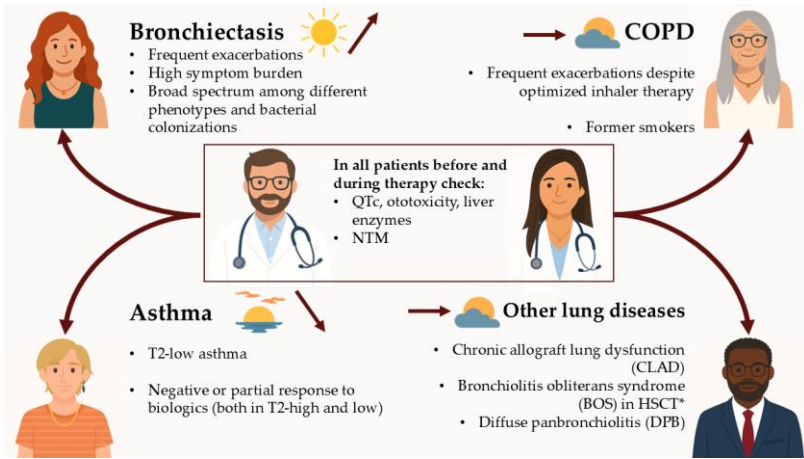 Bronchiectasis
• Frequent exacerbations
• High symptom burden
• Broad spectrum among different
phenotypes and bacterial
colonizations
COPD
• Frequent exacerbations despite
optimized inhaler therapy
• Former smokers
In all patients before and
during therapy check:
• QTc, ototoxicity, liver
enzymes
• NTM
Asthma
• T2-low asthma
• Negative or partial response to
biologics (both in T2-high and low)
Other lung diseases
• Chronic allograft lung dysfunction
(CLAD)
• Bronchiolitis obliterans syndrome
(BOS) in HSCT*
• Diffuse panbronchiolitis (DPB)